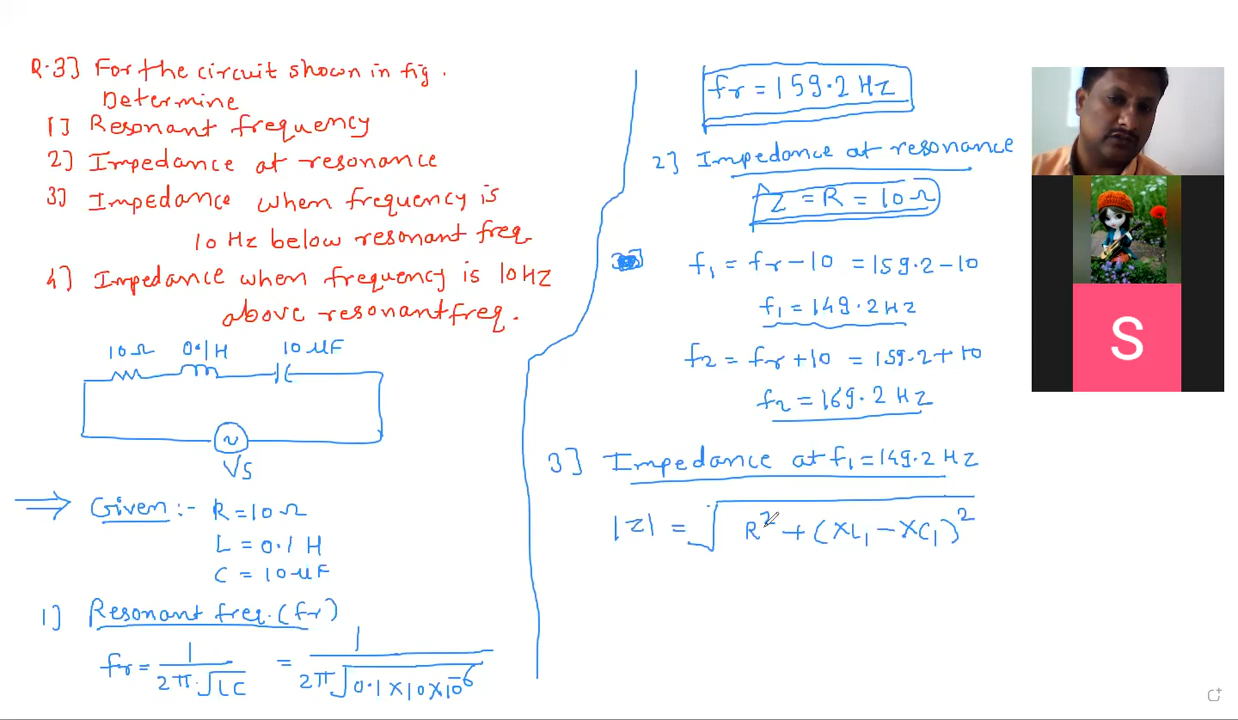 Q.3] For the circuit shown in fig.
Determine
1] Resonant frequency
2] Impedance at resonance
3] Impedance when frequency is
10 Hz below resonant freq.
4] Impedance when frequency is 10Hz
above resonant freq.
10Ω 0.1H 10μF
~
Vs
⇒ Given :- R = 10Ω
L = 0.1 H
C = 10μF
1] Resonant freq. (fr)
fr = 1/(2π√LC) = 1/(2π√0.1×10×10⁻⁶)
fr = 159.2 Hz
2] Impedance at resonance
Z = R = 10Ω
f₁ = fr − 10 = 159.2 − 10
f₁ = 149.2 Hz
f₂ = fr + 10 = 159.2 + 10
f₂ = 169.2 Hz
3] Impedance at f₁ = 149.2 Hz
|Z| = √R² + (XL₁ − XC₁)²
S